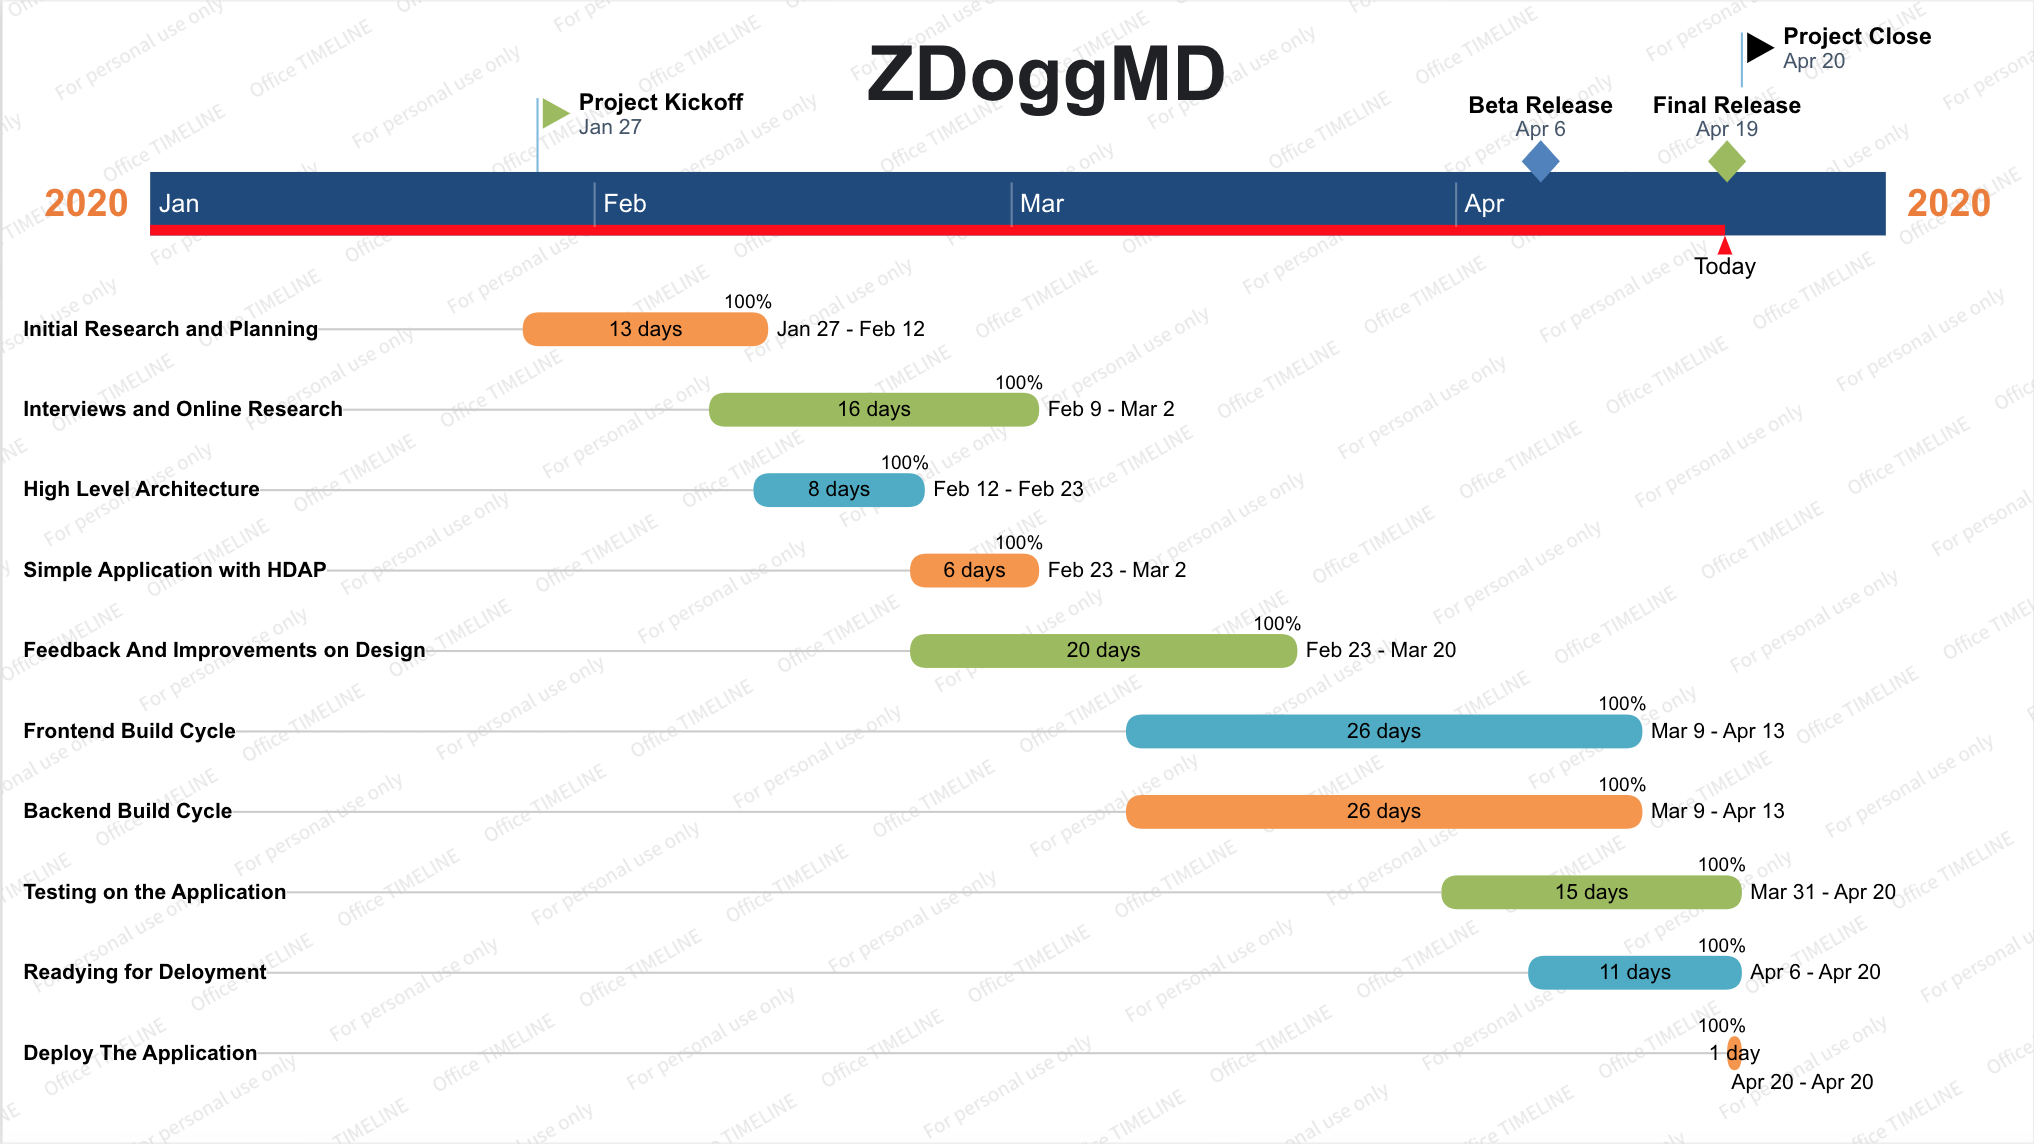 ZDoggMD
Project Close
Apr 20
Project Kickoff
Jan 27
Beta Release
Apr 6
Final Release
Apr 19
2020
Jan
Feb
Mar
Apr
2020
Today
100%
Initial Research and Planning
13 days
Jan 27 - Feb 12
100%
Interviews and Online Research
16 days
Feb 9 - Mar 2
100%
High Level Architecture
8 days
Feb 12 - Feb 23
100%
Simple Application with HDAP
6 days
Feb 23 - Mar 2
100%
Feedback And Improvements on Design
20 days
Feb 23 - Mar 20
100%
Frontend Build Cycle
26 days
Mar 9 - Apr 13
100%
Backend Build Cycle
26 days
Mar 9 - Apr 13
100%
Testing on the Application
15 days
Mar 31 - Apr 20
100%
Readying for Deloyment
11 days
Apr 6 - Apr 20
100%
Deploy The Application
1 day
Apr 20 - Apr 20
For personal use only
Office TIMELINE